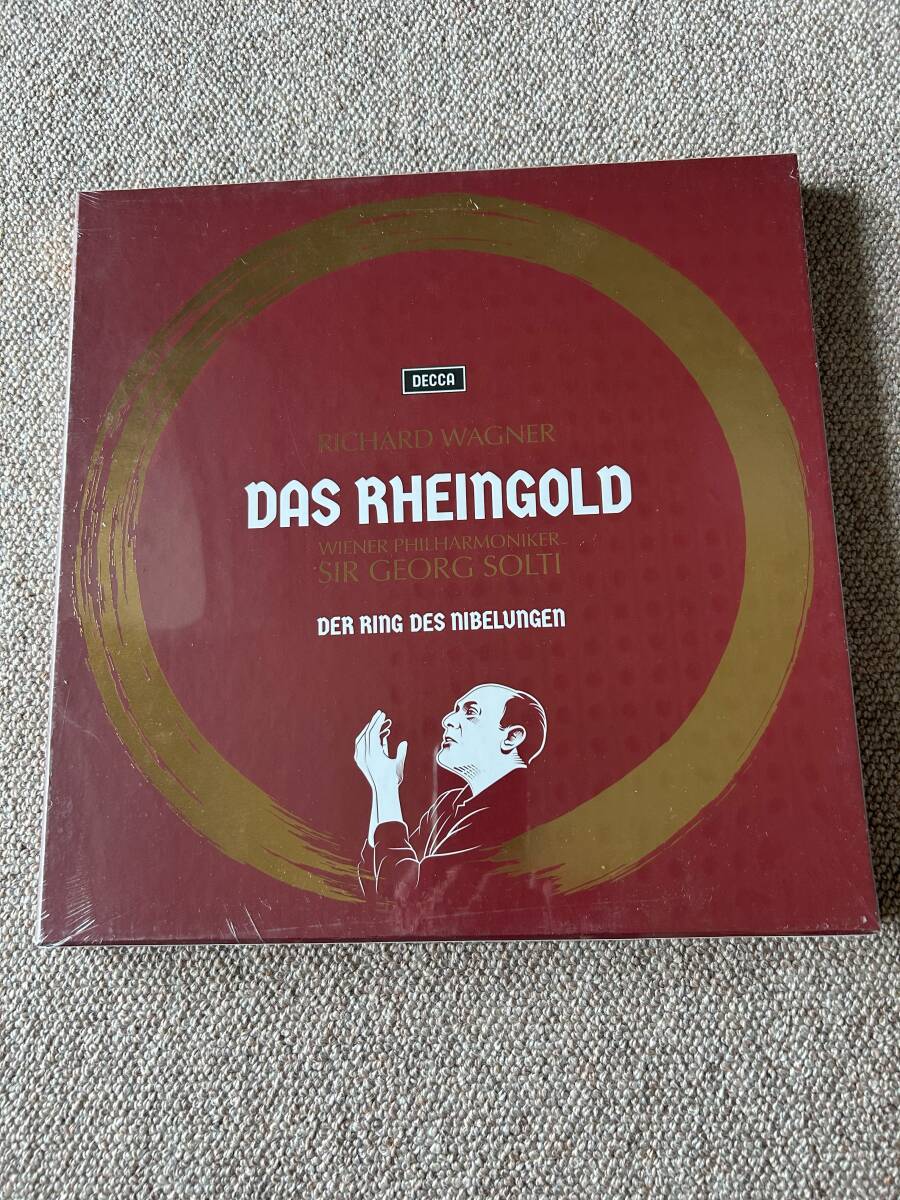 DECCA
RICHARD WAGNER
DAS RHEINGOLD
WIENER PHILHARMONIKER
SIR GEORG SOLTI
DER RING DES NIBELUNGEN